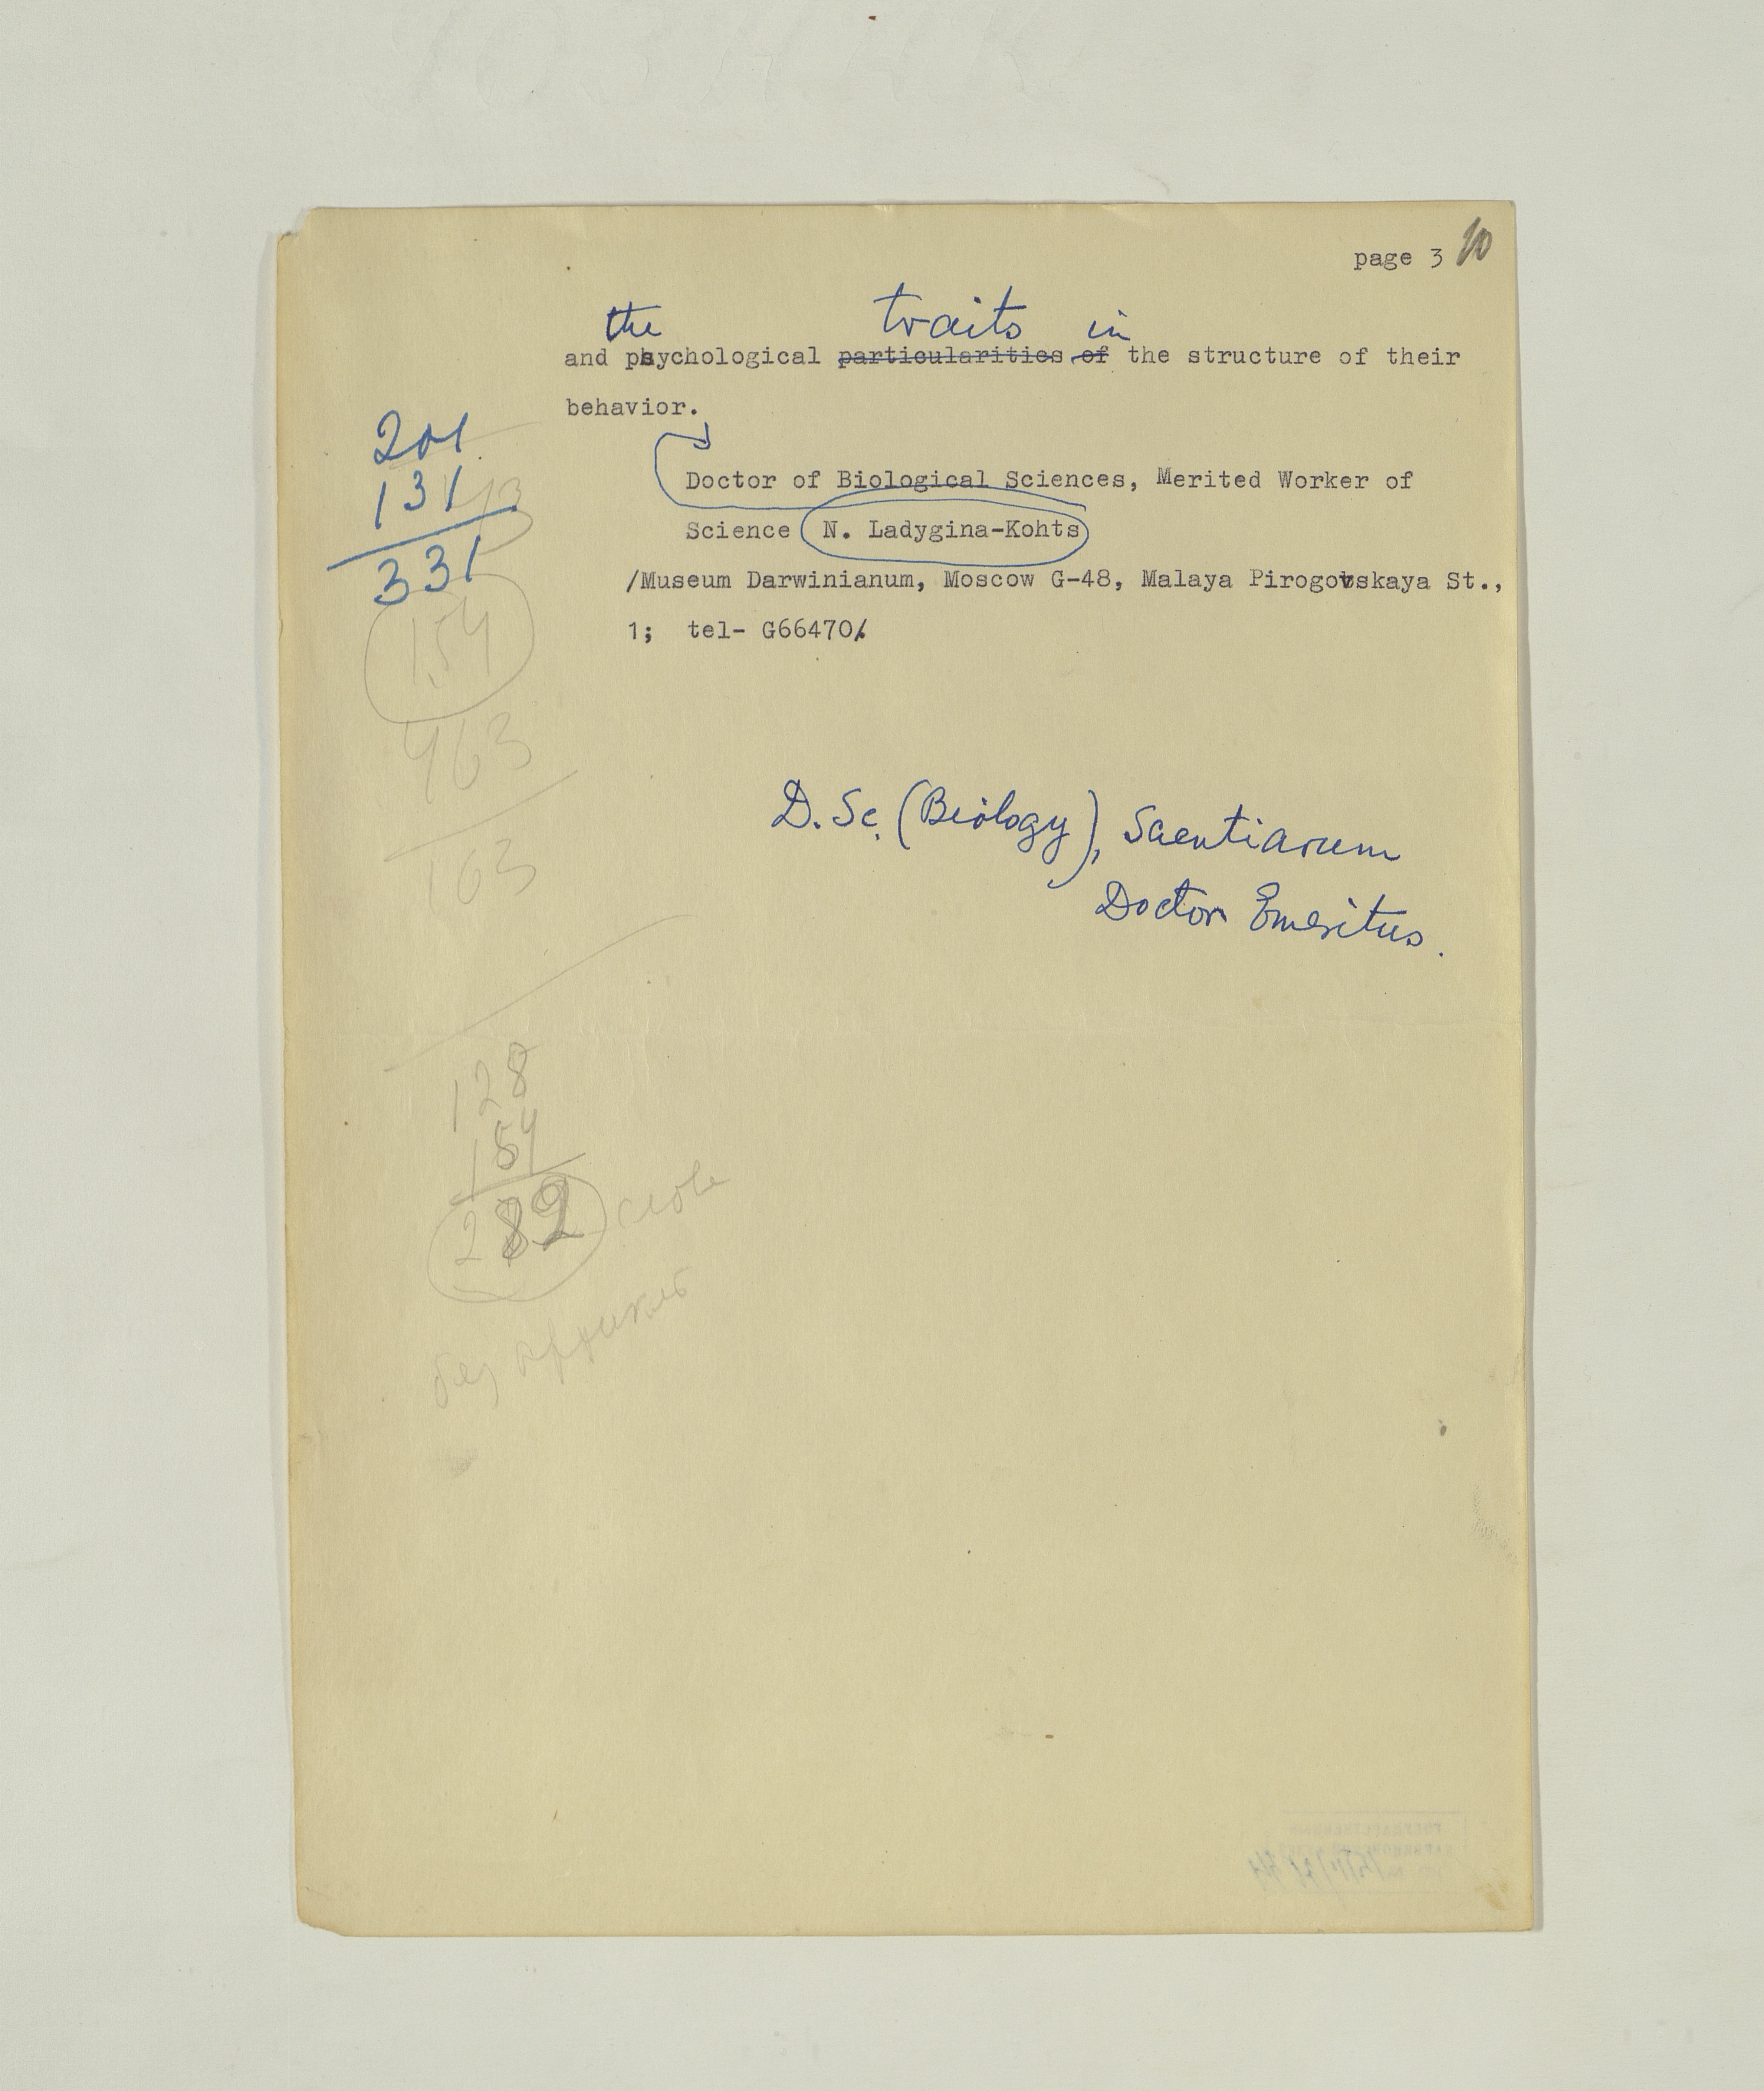 page 3 10
the traits in
and psychological particularities of the structure of their
behavior.
Doctor of Biological Sciences, Merited Worker of
Science N. Ladygina-Kohts
/Museum Darwinianum, Moscow G-48, Malaya Pirogovskaya St.,
1; tel- G66470/.
201
131
331
154
463
163
D. Sc. (Biology), Scientiarum
Doctor Emeritus.
128
154
282 слов
без